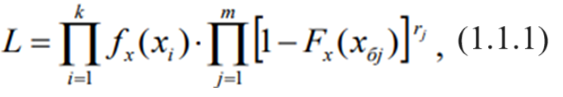 L = ∏_{i=1}^{k} f_x(x_i) · ∏_{j=1}^{m} [1 − F_x(x_{бj})]^{r_j} , (1.1.1)